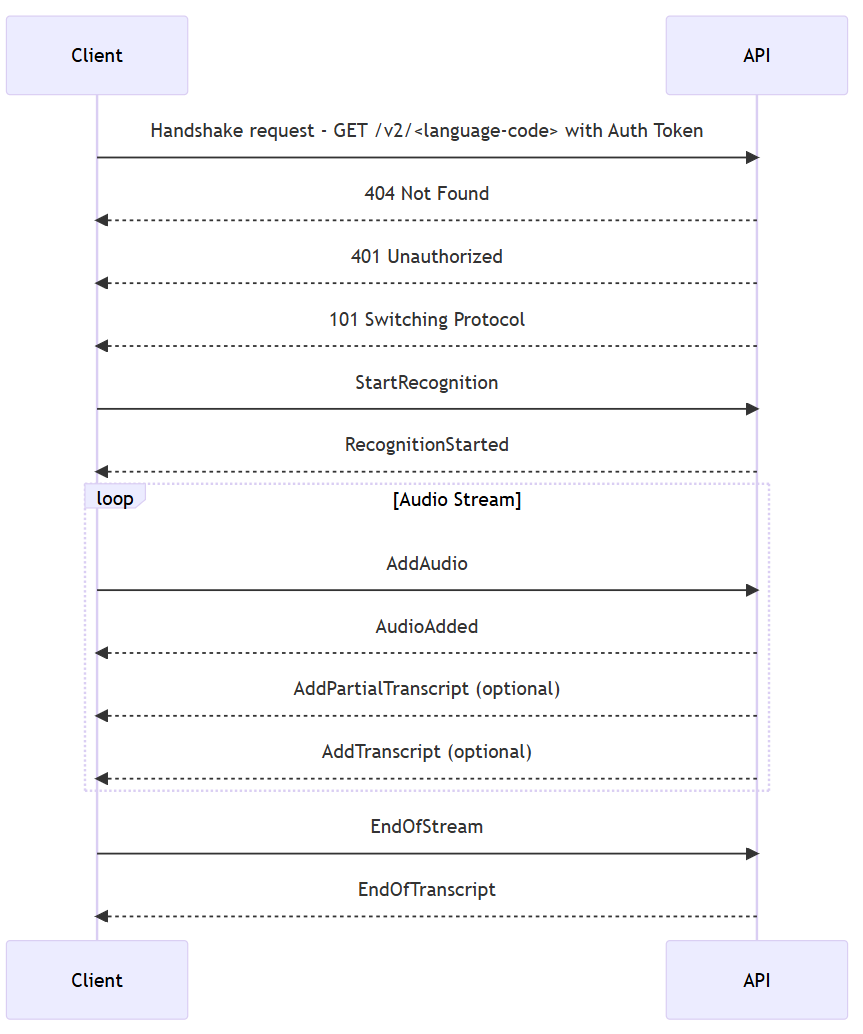 Client
API
Handshake request - GET /v2/<language-code> with Auth Token
404 Not Found
401 Unauthorized
101 Switching Protocol
StartRecognition
RecognitionStarted
loop
[Audio Stream]
AddAudio
AudioAdded
AddPartialTranscript (optional)
AddTranscript (optional)
EndOfStream
EndOfTranscript
Client
API